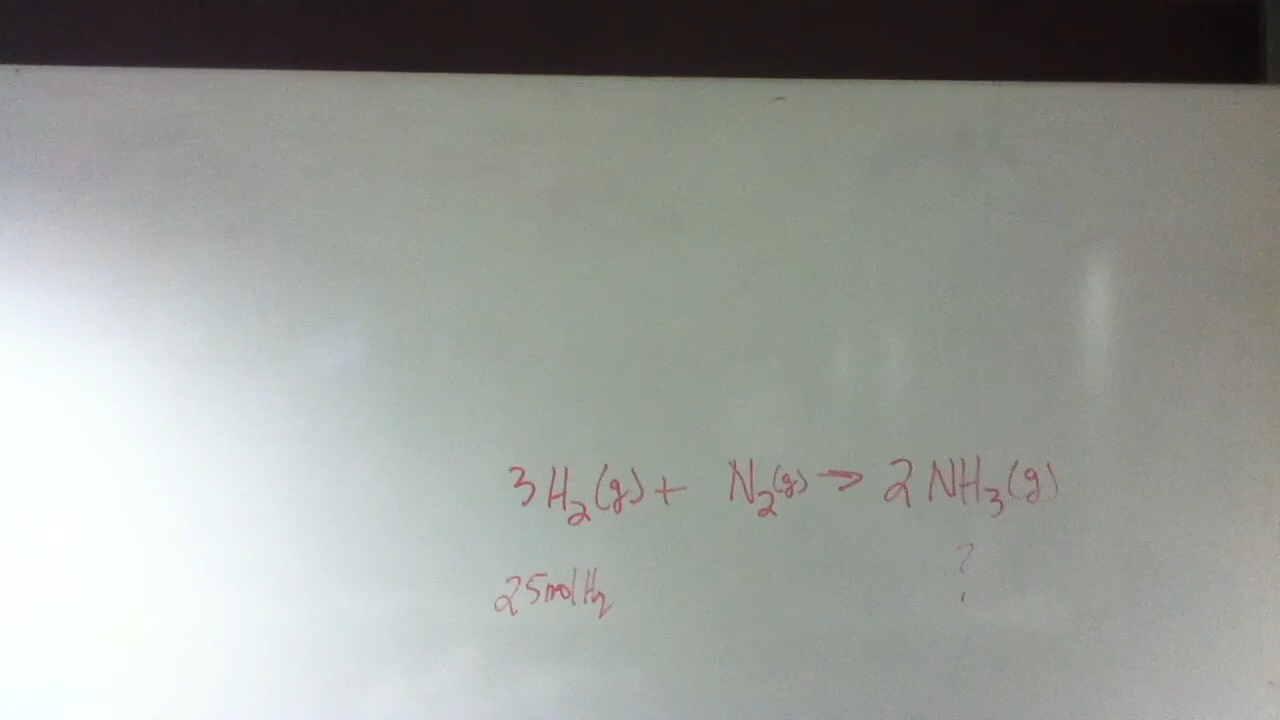 3H₂(g) + N₂(g) → 2NH₃(g)
25 mol H₂ ?